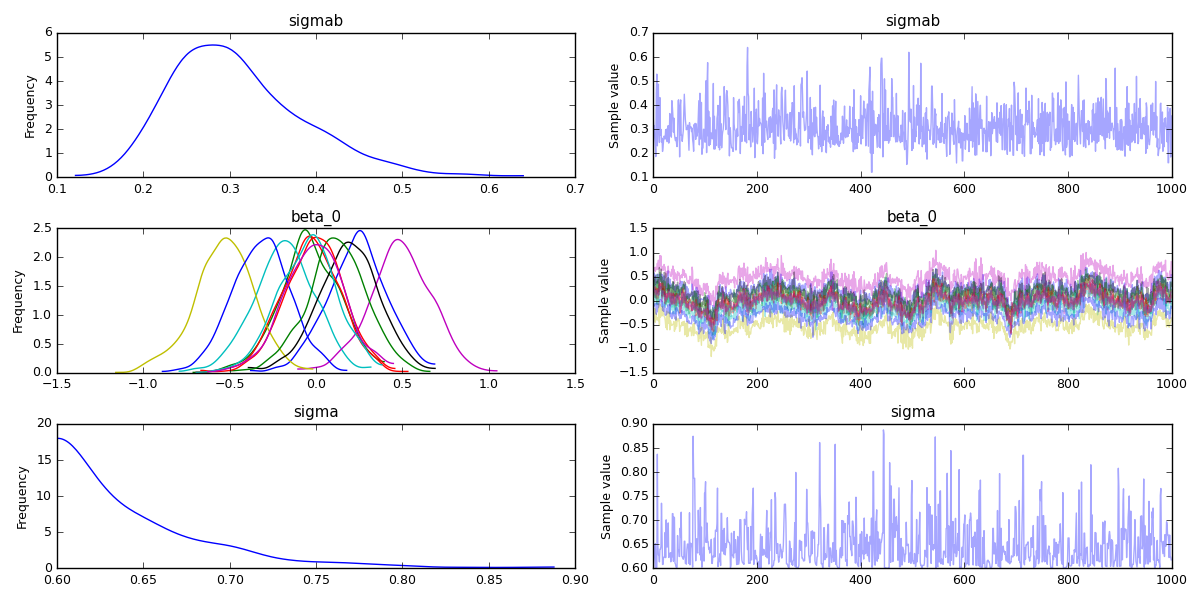 sigmab
Frequency
6
5
4
3
2
1
0
0.1 0.2 0.3 0.4 0.5 0.6 0.7
sigmab
Sample value
0.7
0.6
0.5
0.4
0.3
0.2
0.1
0 200 400 600 800 1000
beta_0
Frequency
2.5
2.0
1.5
1.0
0.5
0.0
−1.5 −1.0 −0.5 0.0 0.5 1.0 1.5
beta_0
Sample value
1.5
1.0
0.5
0.0
−0.5
−1.0
−1.5
0 200 400 600 800 1000
sigma
Frequency
20
15
10
5
0
0.60 0.65 0.70 0.75 0.80 0.85 0.90
sigma
Sample value
0.90
0.85
0.80
0.75
0.70
0.65
0.60
0 200 400 600 800 1000